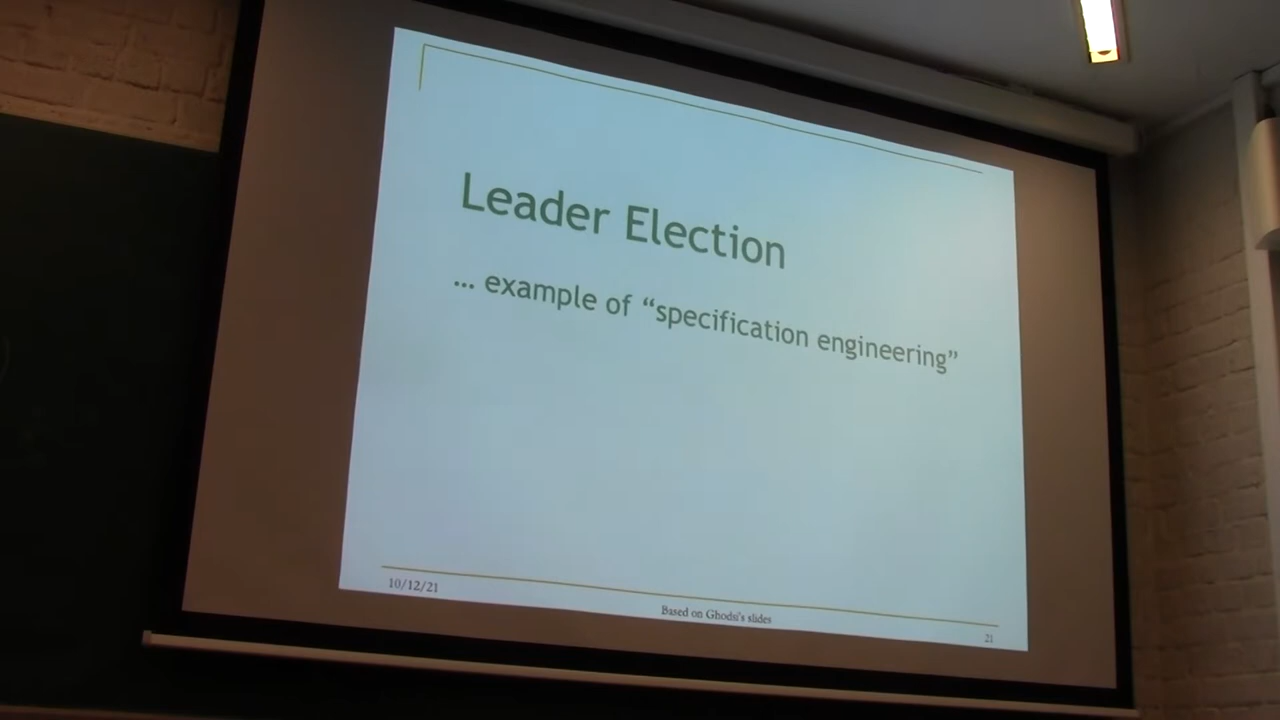 Leader Election
... example of “specification engineering”
10/12/21
Based on Ghodsi's slides
21